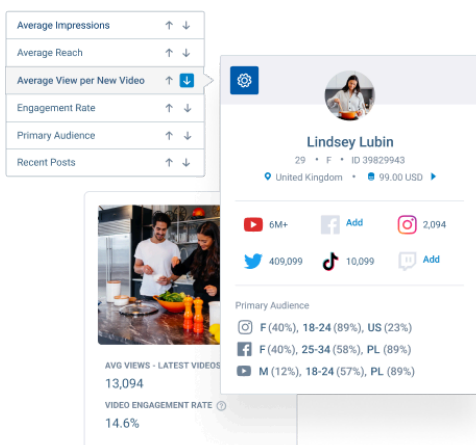 Average Impressions
Average Reach
Average View per New Video
Engagement Rate
Primary Audience
Recent Posts
Lindsey Lubin
29 • F • ID 39829943
United Kingdom • 99.00 USD
6M+
Add
2,094
409,099
10,099
Add
Primary Audience
F (40%), 18-24 (89%), US (23%)
F (40%), 25-34 (58%), PL (89%)
M (12%), 18-24 (57%), PL (89%)
AVG VIEWS - LATEST VIDEOS
13,094
VIDEO ENGAGEMENT RATE ?
14.6%